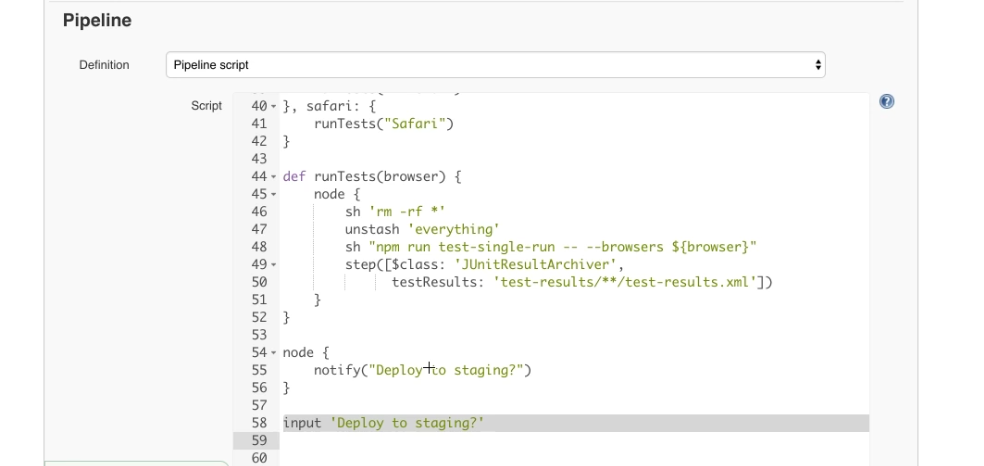 Pipeline
Definition
Pipeline script
Script
40 }, safari: {
41 runTests("Safari")
42 }
43
44 def runTests(browser) {
45 node {
46 sh 'rm -rf *'
47 unstash 'everything'
48 sh "npm run test-single-run -- --browsers ${browser}"
49 step([$class: 'JUnitResultArchiver',
50 testResults: 'test-results/**/test-results.xml'])
51 }
52 }
53
54 node {
55 notify("Deploy to staging?")
56 }
57
58 input 'Deploy to staging?'
59
60